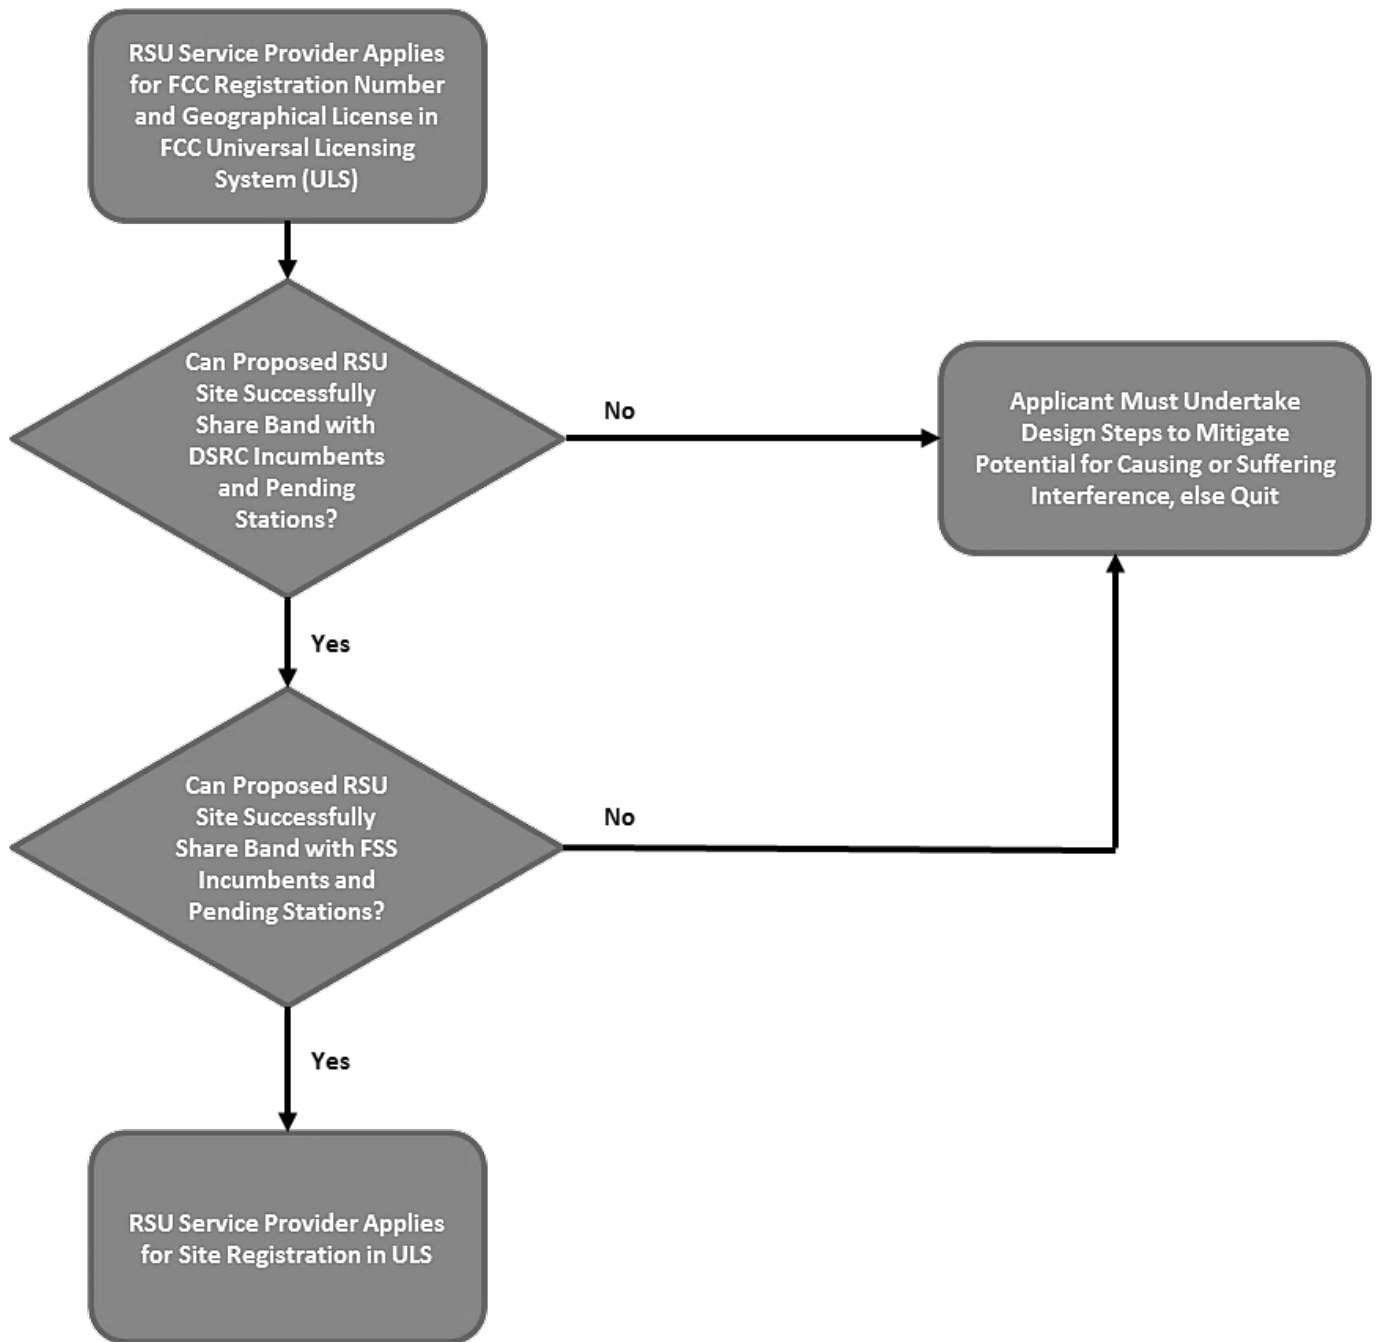 RSU Service Provider Applies
for FCC Registration Number
and Geographical License in
FCC Universal Licensing
System (ULS)
Can Proposed RSU
Site Successfully
Share Band with
DSRC Incumbents
and Pending
Stations?
No
Applicant Must Undertake
Design Steps to Mitigate
Potential for Causing or Suffering
Interference, else Quit
Yes
Can Proposed RSU
Site Successfully
Share Band with FSS
Incumbents and
Pending Stations?
No
Yes
RSU Service Provider Applies
for Site Registration in ULS